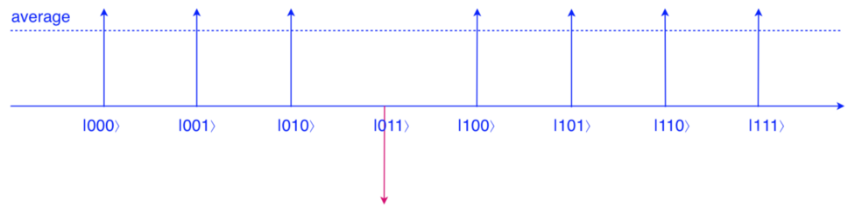 average
|000⟩ |001⟩ |010⟩ |011⟩ |100⟩ |101⟩ |110⟩ |111⟩